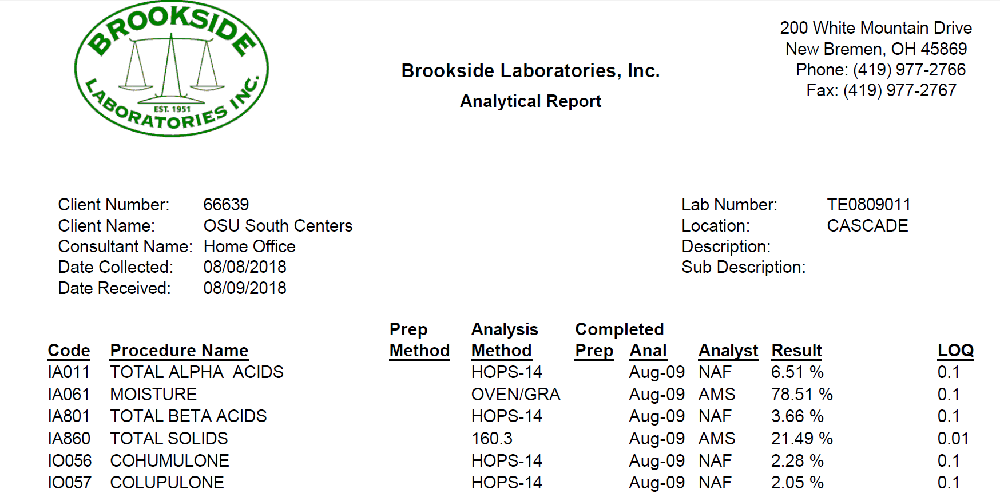 BROOKSIDE
LABORATORIES INC.
EST. 1951
Brookside Laboratories, Inc.
Analytical Report
200 White Mountain Drive
New Bremen, OH 45869
Phone: (419) 977-2766
Fax: (419) 977-2767
Client Number: 66639
Client Name: OSU South Centers
Consultant Name: Home Office
Date Collected: 08/08/2018
Date Received: 08/09/2018
Lab Number: TE0809011
Location: CASCADE
Description:
Sub Description:
Prep Analysis Completed
Code Procedure Name Method Method Prep Anal Analyst Result LOQ
IA011 TOTAL ALPHA ACIDS HOPS-14 Aug-09 NAF 6.51 % 0.1
IA061 MOISTURE OVEN/GRA Aug-09 AMS 78.51 % 0.1
IA801 TOTAL BETA ACIDS HOPS-14 Aug-09 NAF 3.66 % 0.1
IA860 TOTAL SOLIDS 160.3 Aug-09 AMS 21.49 % 0.01
IO056 COHUMULONE HOPS-14 Aug-09 NAF 2.28 % 0.1
IO057 COLUPULONE HOPS-14 Aug-09 NAF 2.05 % 0.1